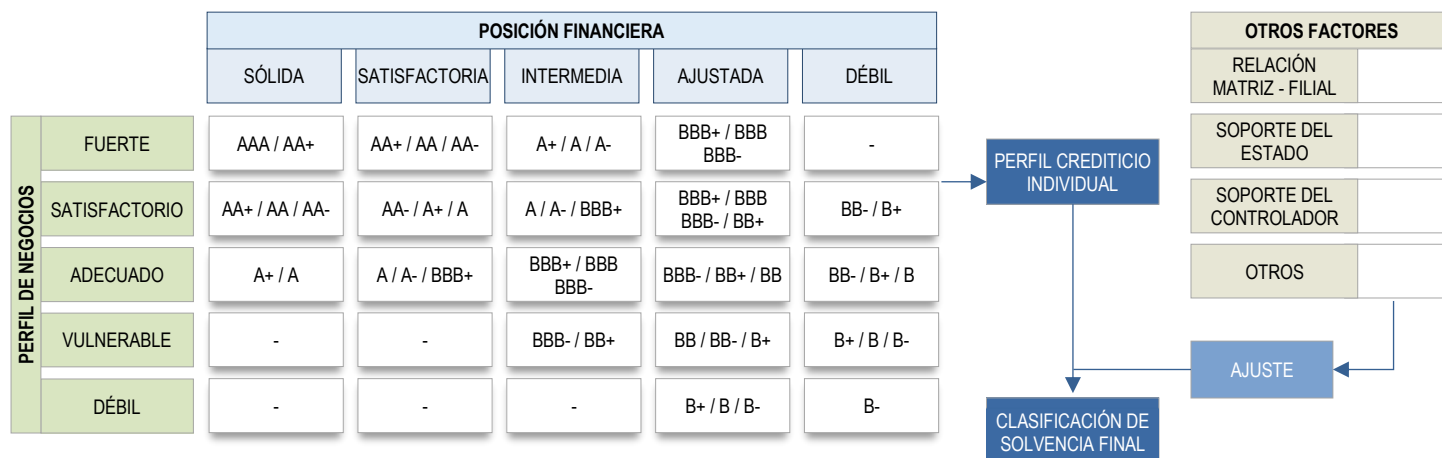 POSICIÓN FINANCIERA
SÓLIDA
SATISFACTORIA
INTERMEDIA
AJUSTADA
DÉBIL
PERFIL DE NEGOCIOS
FUERTE
AAA / AA+
AA+ / AA / AA-
A+ / A / A-
BBB+ / BBB
BBB-
-
SATISFACTORIO
AA+ / AA / AA-
AA- / A+ / A
A / A- / BBB+
BBB+ / BBB
BBB- / BB+
BB- / B+
ADECUADO
A+ / A
A / A- / BBB+
BBB+ / BBB
BBB-
BBB- / BB+ / BB
BB- / B+ / B
VULNERABLE
-
-
BBB- / BB+
BB / BB- / B+
B+ / B / B-
DÉBIL
-
-
-
B+ / B / B-
B-
PERFIL CREDITICIO
INDIVIDUAL
CLASIFICACIÓN DE
SOLVENCIA FINAL
OTROS FACTORES
RELACIÓN
MATRIZ - FILIAL
SOPORTE DEL
ESTADO
SOPORTE DEL
CONTROLADOR
OTROS
AJUSTE